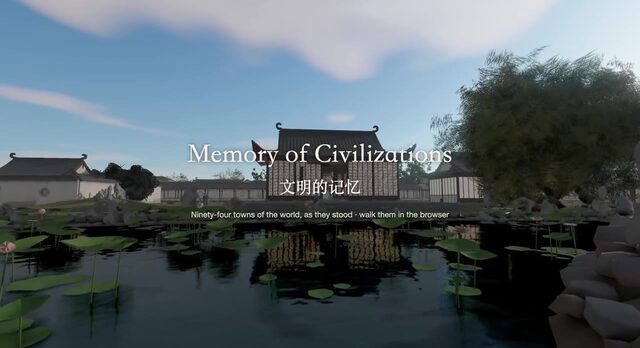 Memory of Civilizations
文明的记忆
Ninety-four towns of the world, as they stood · walk them in the browser